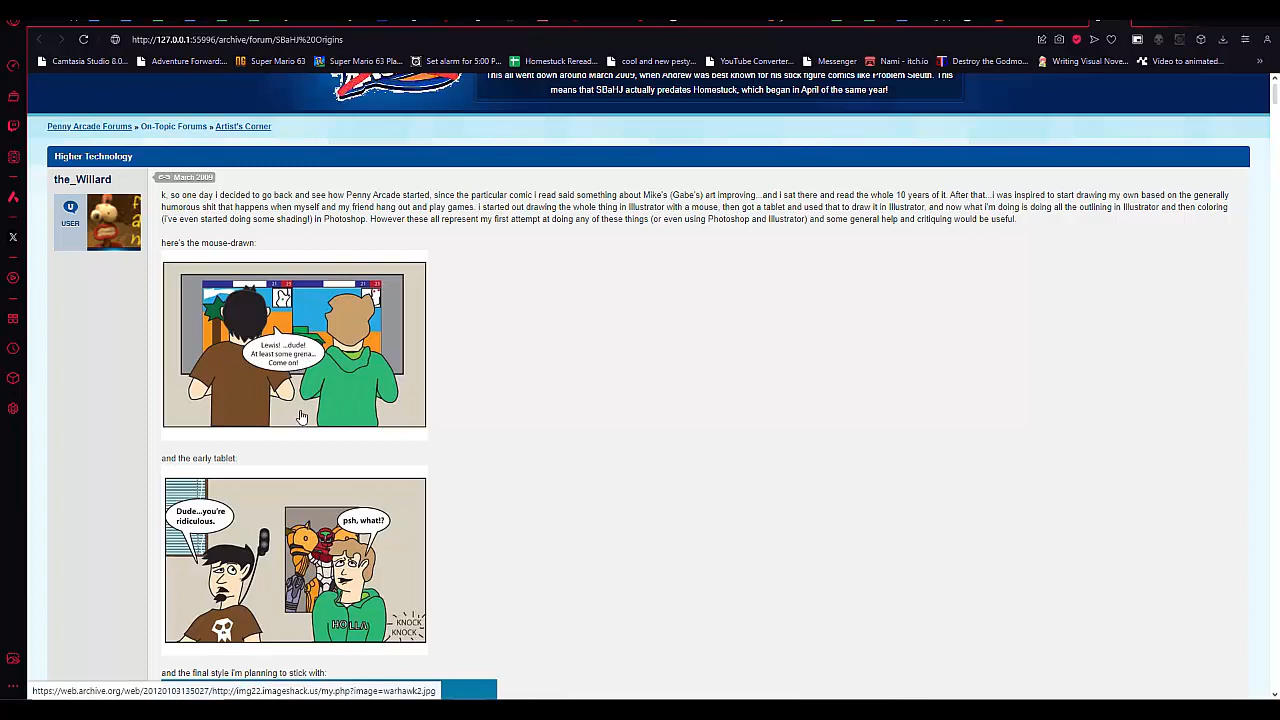 http://127.0.0.1:55996/archive/forum/SBaHJ%20Origins
Camtasia Studio 8.0... Adventure Forward:... Super Mario 63 Super Mario 63 Pla... Set alarm for 5:00 P... Homestuck Reread... cool and new pesty... YouTube Converter... Messenger Nami - itch.io Destroy the Godmo... Writing Visual Nove... Video to animated... »
This all went down around March 2009, when Andrew was best known for his stick figure comics like Problem Sleuth. This
means that SBaHJ actually predates Homestuck, which began in April of the same year!
Penny Arcade Forums » On-Topic Forums » Artist's Corner
Higher Technology
the_Willard
March 2009
USER
k, so one day i decided to go back and see how Penny Arcade started, since the particular comic i read said something about Mike's (Gabe's) art improving...and i sat there and read the whole 10 years of it. After that...i was inspired to start drawing my own based on the generally
humorous shit that happens when myself and my friend hang out and play games. i started out drawing the whole thing in Illustrator with a mouse, then got a tablet and used that to draw it in Illustrator, and now what i'm doing is doing all the outlining in Illustrator and then coloring
(i've even started doing some shading!) in Photoshop. However these all represent my first attempt at doing any of these things (or even using Photoshop and Illustrator) and some general help and critiquing would be useful.
here's the mouse-drawn:
21 23 21 23
Lewis! ...dude!
At least some grena...
Come on!
and the early tablet:
Dude...you're
ridiculous.
psh, what!?
HOLLA
KNOCK
KNOCK
and the final style i'm planning to stick with:
https://web.archive.org/web/20120103135027/http://img22.imageshack.us/my.php?image=warhawk2.jpg